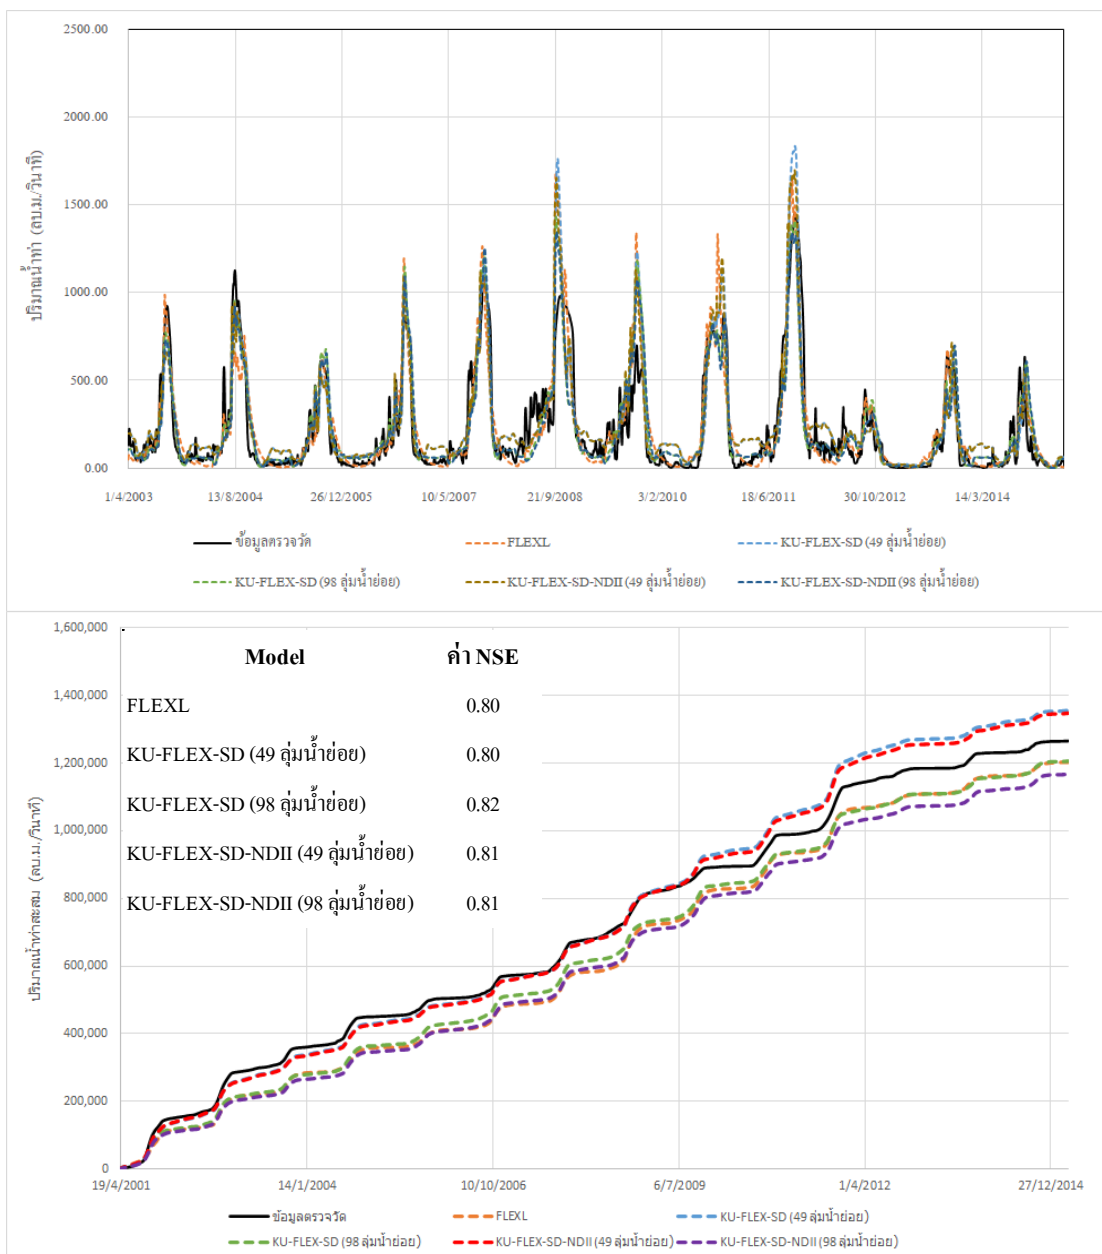 2500.00
2000.00
1500.00
1000.00
500.00
0.00
ปริมาณน้ำท่า (ลบ.ม./วินาที)
1/4/2003 13/8/2004 26/12/2005 10/5/2007 21/9/2008 3/2/2010 18/6/2011 30/10/2012 14/3/2014
ข้อมูลตรวจวัด FLEXL KU-FLEX-SD (49 ลุ่มน้ำย่อย)
KU-FLEX-SD (98 ลุ่มน้ำย่อย) KU-FLEX-SD-NDII (49 ลุ่มน้ำย่อย) KU-FLEX-SD-NDII (98 ลุ่มน้ำย่อย)
1,600,000
1,400,000
1,200,000
1,000,000
800,000
600,000
400,000
200,000
0
ปริมาณน้ำท่าสะสม (ลบ.ม./วินาที)
Model ค่า NSE
FLEXL 0.80
KU-FLEX-SD (49 ลุ่มน้ำย่อย) 0.80
KU-FLEX-SD (98 ลุ่มน้ำย่อย) 0.82
KU-FLEX-SD-NDII (49 ลุ่มน้ำย่อย) 0.81
KU-FLEX-SD-NDII (98 ลุ่มน้ำย่อย) 0.81
19/4/2001 14/1/2004 10/10/2006 6/7/2009 1/4/2012 27/12/2014
ข้อมูลตรวจวัด FLEXL KU-FLEX-SD (49 ลุ่มน้ำย่อย)
KU-FLEX-SD (98 ลุ่มน้ำย่อย) KU-FLEX-SD-NDII (49 ลุ่มน้ำย่อย) KU-FLEX-SD-NDII (98 ลุ่มน้ำย่อย)